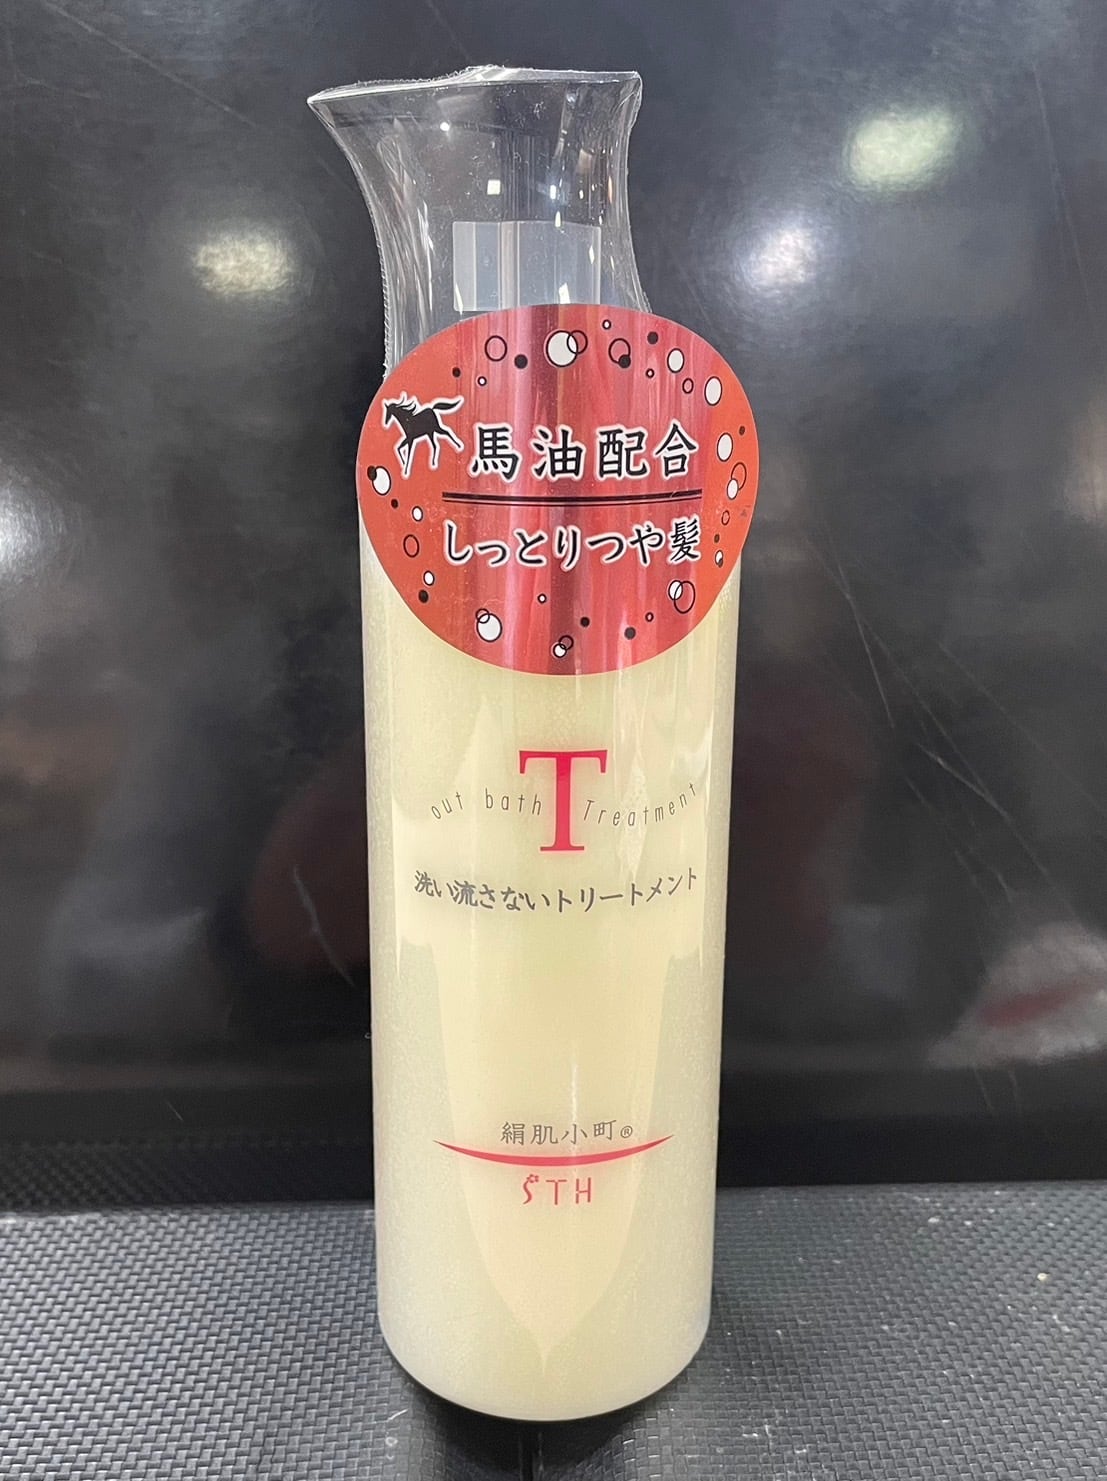 馬油配合
しっとりつや髪
T
out bath Treatment
洗い流さないトリートメント
絹肌小町®
STH